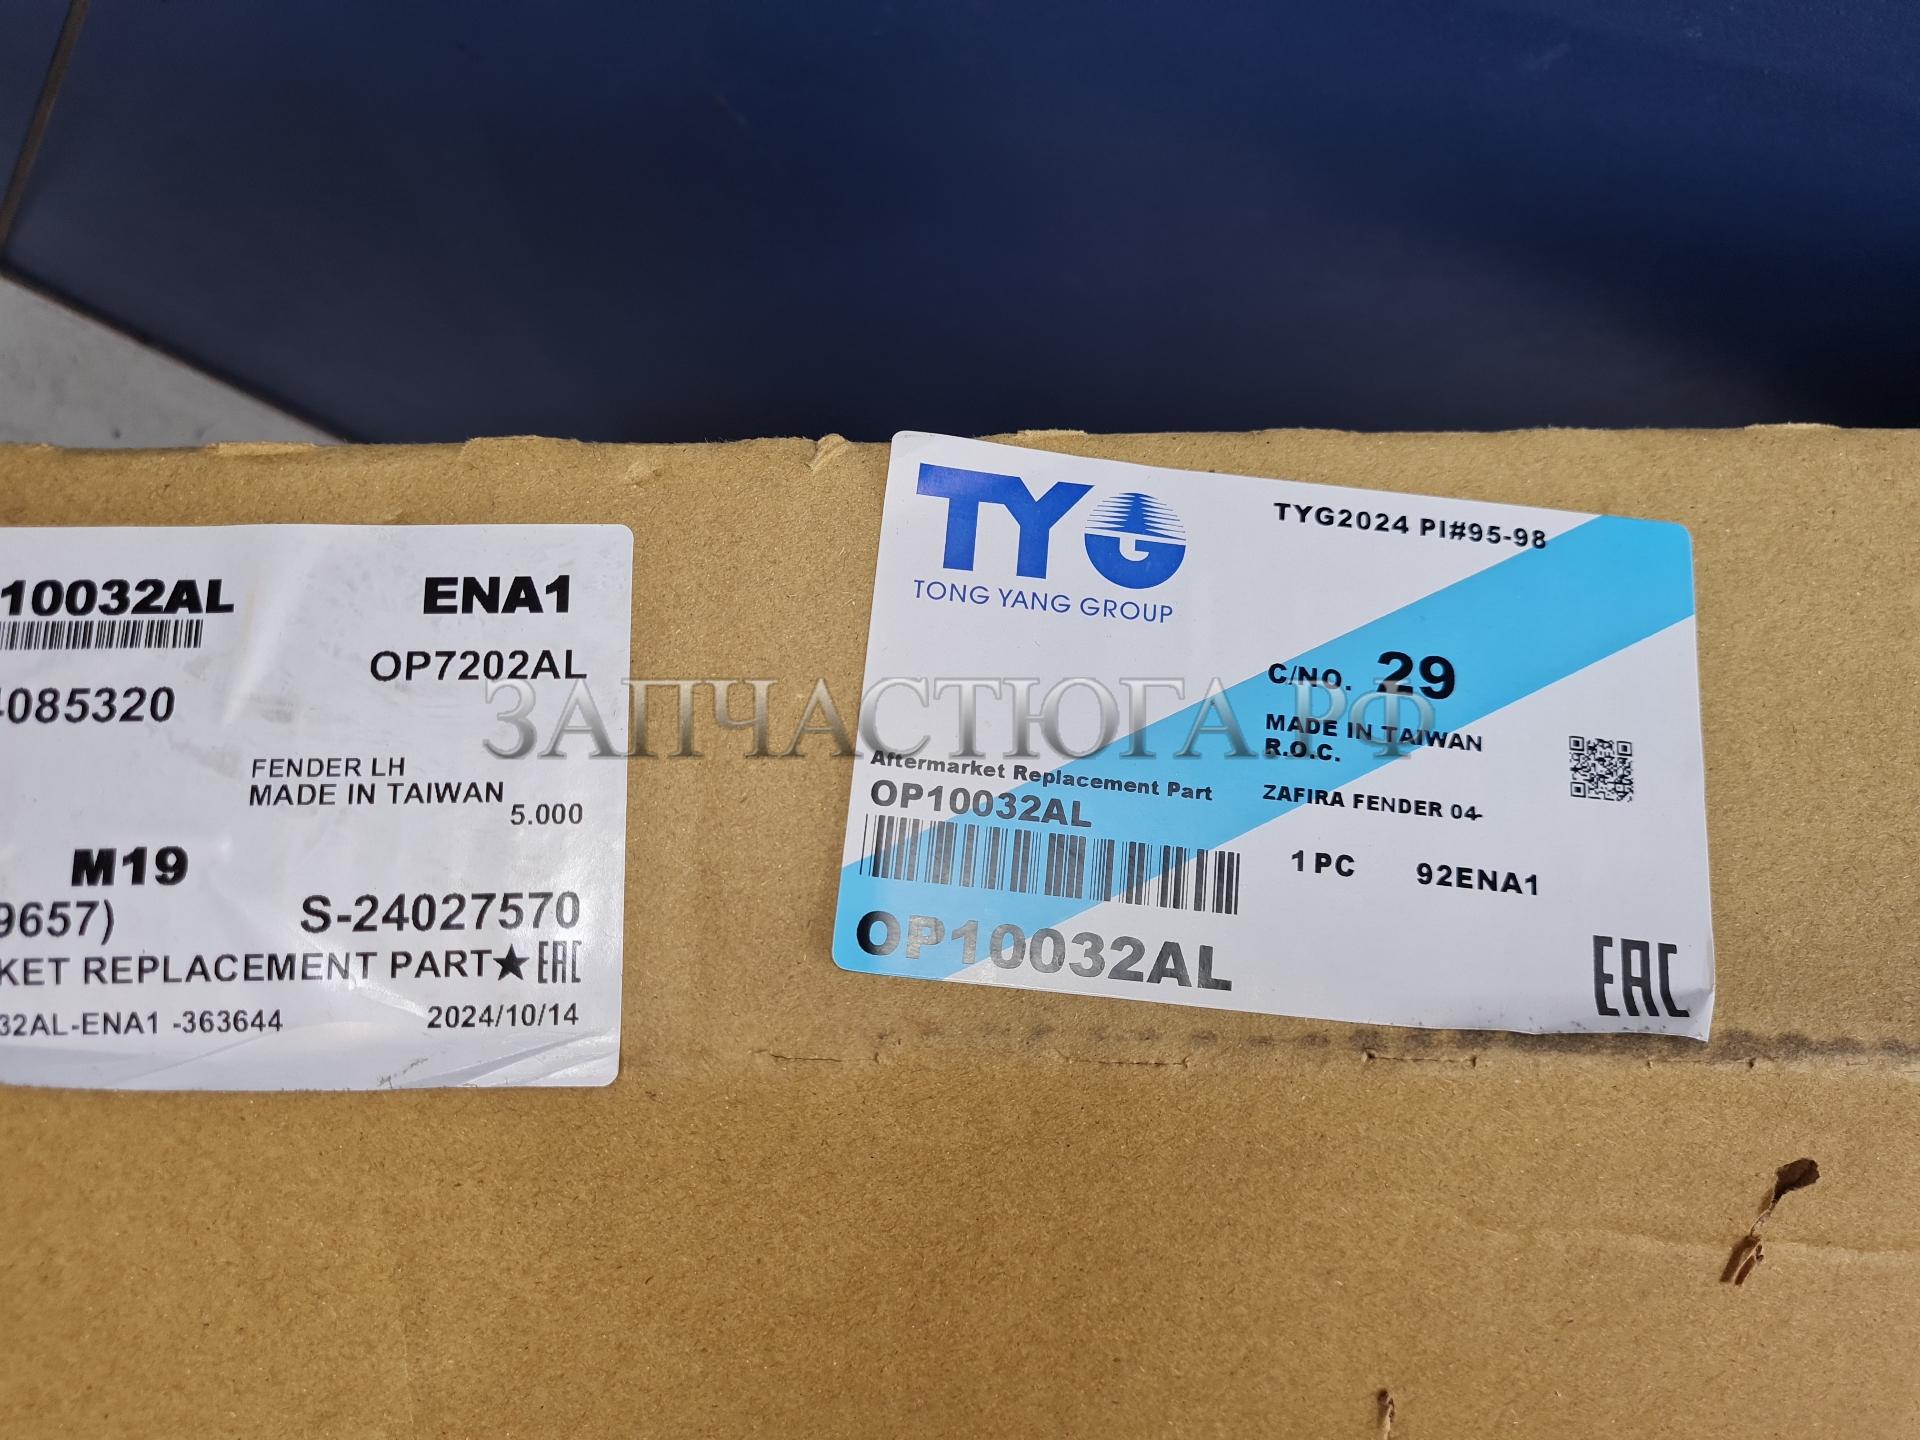 10032AL ENA1
OP7202AL
4085320
FENDER LH
MADE IN TAIWAN
5.000
M19
9657) S-24027570
KET REPLACEMENT PART★ EAC
32AL-ENA1 -363644 2024/10/14
TYG
TONG YANG GROUP
TYG2024 PI#95-98
C/NO. 29
MADE IN TAIWAN
R.O.C.
Aftermarket Replacement Part
OP10032AL
ZAFIRA FENDER 04-
1 PC 92ENA1
OP10032AL
EAC
ЗАПЧАСТЮГА.РФ